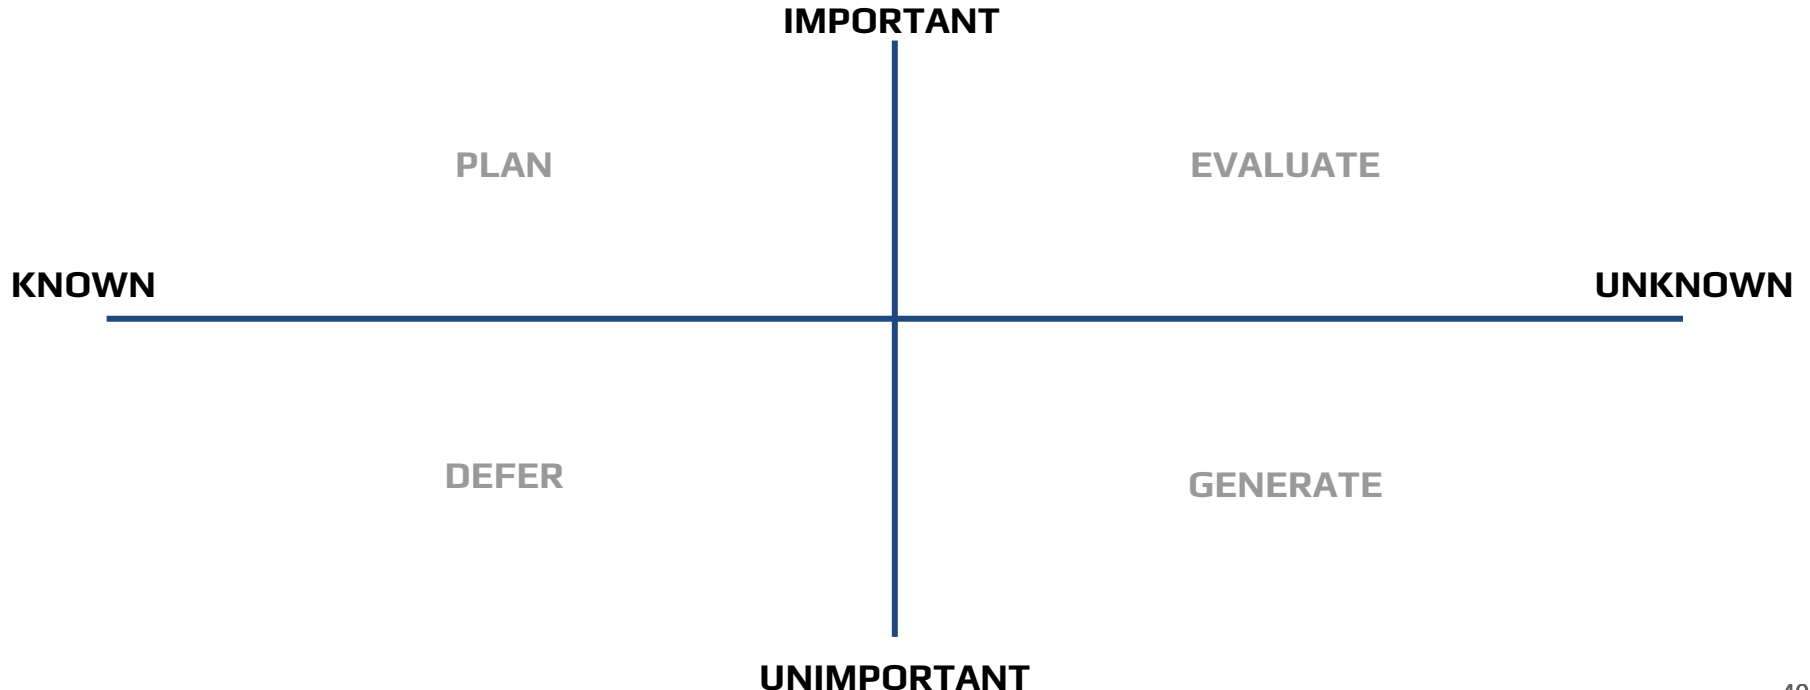 IMPORTANT
PLAN
EVALUATE
KNOWN
UNKNOWN
DEFER
GENERATE
UNIMPORTANT